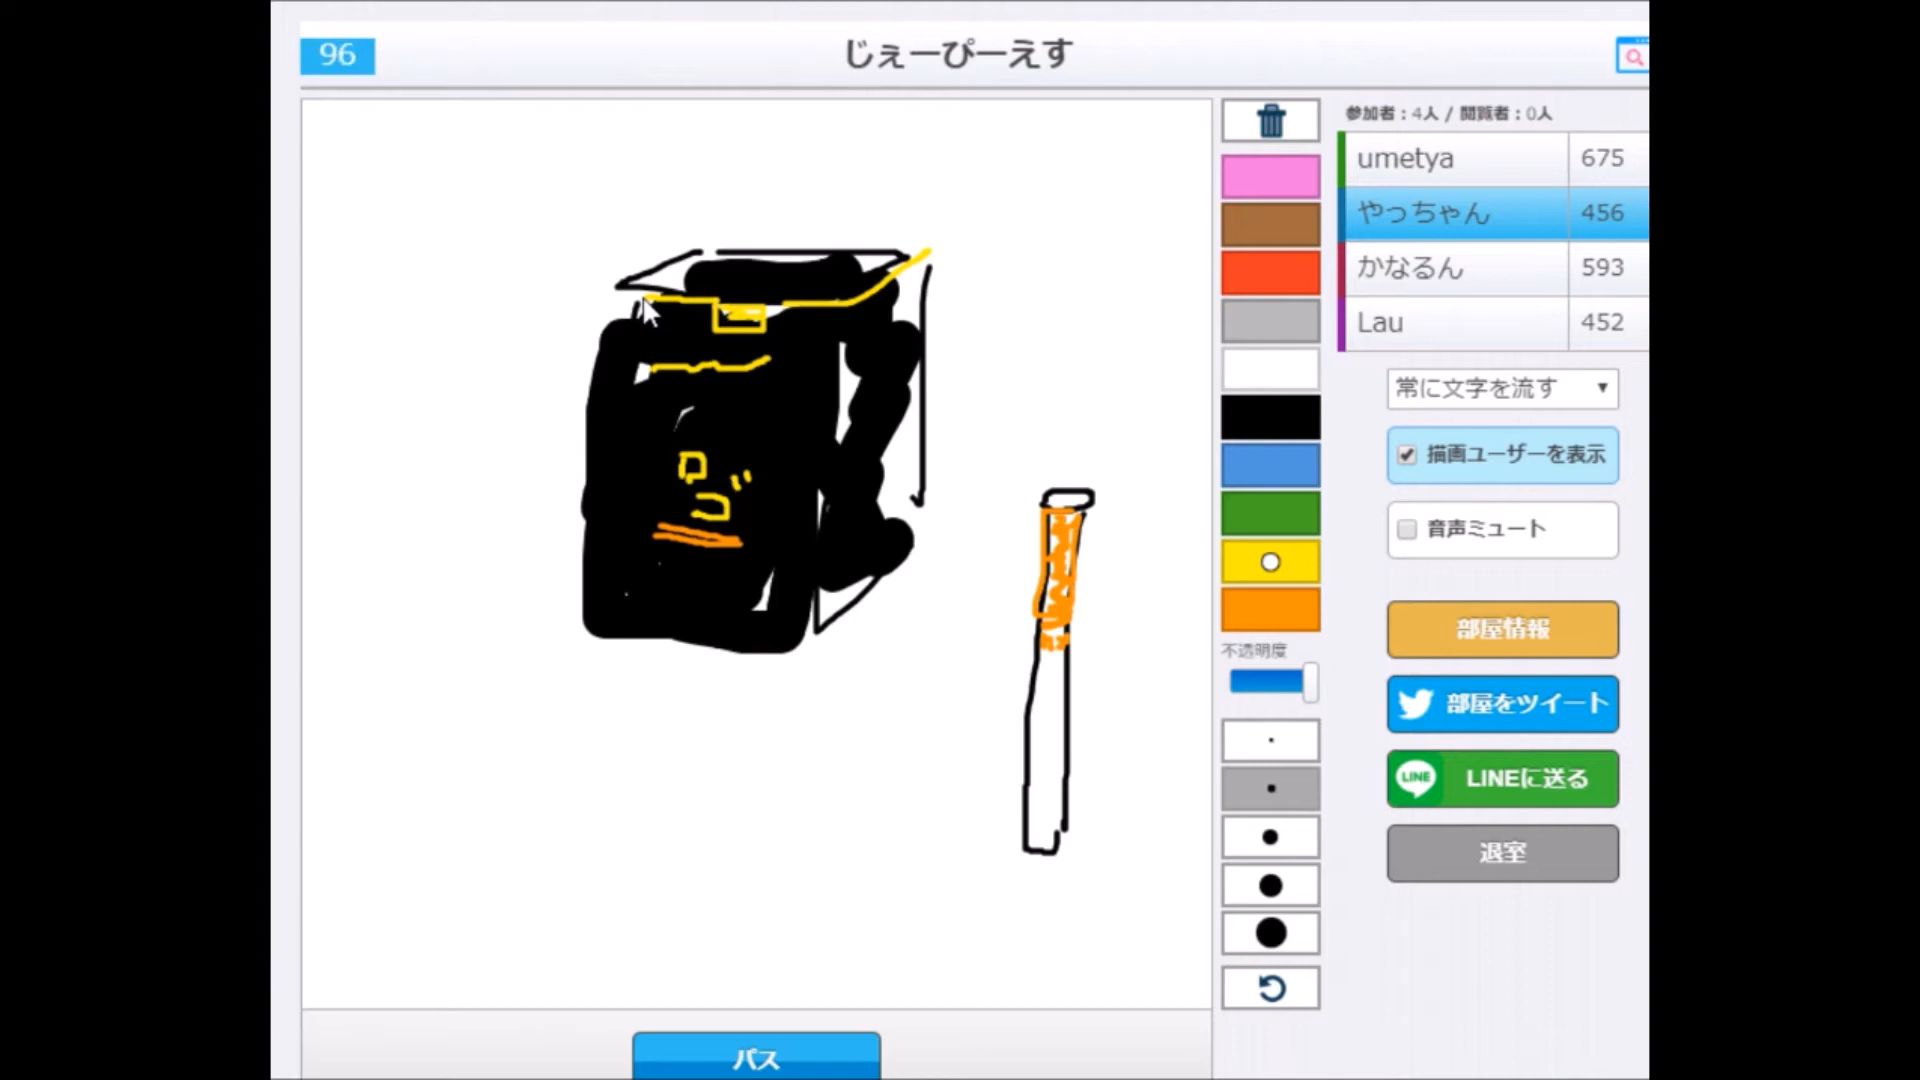 96
じぇーぴーえす
参加者：4人 / 閲覧者：0人
umetya 675
やっちゃん 456
かなるん 593
Lau 452
常に文字を流す
描画ユーザーを表示
音声ミュート
不透明度
部屋情報
部屋をツイート
LINE LINEに送る
退室
ロゴ
パス